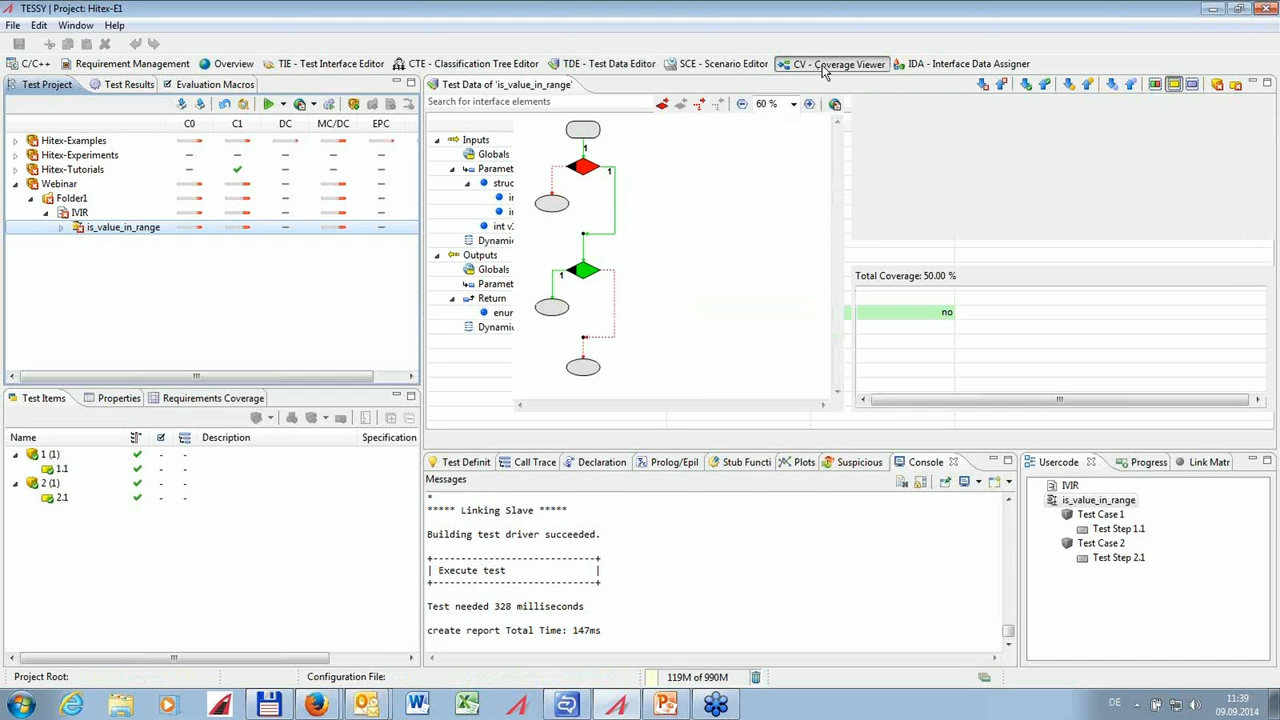 TESSY | Project: Hitex-E1
File Edit Window Help
C/C++ Requirement Management Overview TIE - Test Interface Editor CTE - Classification Tree Editor TDE - Test Data Editor SCE - Scenario Editor CV - Coverage Viewer IDA - Interface Data Assigner
Test Project Test Results Evaluation Macros
C0 C1 DC MC/DC EPC
Hitex-Examples
Hitex-Experiments
Hitex-Tutorials
Webinar
Folder1
IVIR
is_value_in_range
Test Data of 'is_value_in_range'
Search for interface elements
60 %
Inputs
Globals
Parament
struc
int v
Dynamic
Outputs
Globals
Return
enur
Dynamic
1
1
1
Total Coverage: 50.00 %
no
Test Items Properties Requirements Coverage
Name Description Specification
1 (1)
1.1
2 (1)
2.1
Test Definit Call Trace Declaration Prolog/Epil Stub Functi Plots Suspicious Console
Messages
*
***** Linking Slave *****
Building test driver succeeded.
+----------------------------+
| Execute test |
+----------------------------+
Test needed 328 milliseconds
create report Total Time: 147ms
Usercode Progress Link Matr
IVIR
is_value_in_range
Test Case 1
Test Step 1.1
Test Case 2
Test Step 2.1
Project Root: Configuration File: 119M of 990M
DE 11:39
09.09.2014